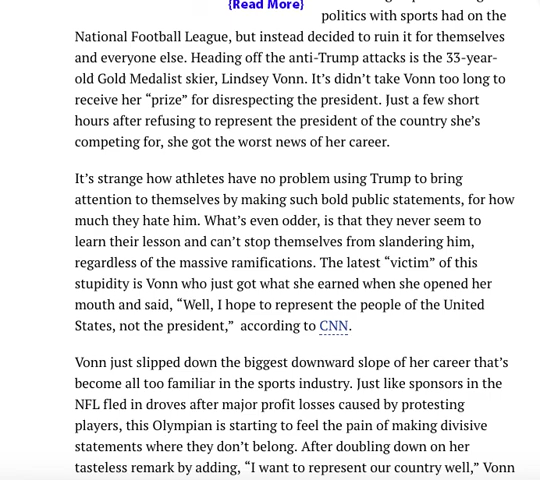 {Read More}
politics with sports had on the
National Football League, but instead decided to ruin it for themselves
and everyone else. Heading off the anti-Trump attacks is the 33-year-
old Gold Medalist skier, Lindsey Vonn. It’s didn’t take Vonn too long to
receive her “prize” for disrespecting the president. Just a few short
hours after refusing to represent the president of the country she’s
competing for, she got the worst news of her career.
It’s strange how athletes have no problem using Trump to bring
attention to themselves by making such bold public statements, for how
much they hate him. What’s even odder, is that they never seem to
learn their lesson and can’t stop themselves from slandering him,
regardless of the massive ramifications. The latest “victim” of this
stupidity is Vonn who just got what she earned when she opened her
mouth and said, “Well, I hope to represent the people of the United
States, not the president,”  according to CNN.
Vonn just slipped down the biggest downward slope of her career that’s
become all too familiar in the sports industry. Just like sponsors in the
NFL fled in droves after major profit losses caused by protesting
players, this Olympian is starting to feel the pain of making divisive
statements where they don’t belong. After doubling down on her
tasteless remark by adding, “I want to represent our country well,” Vonn